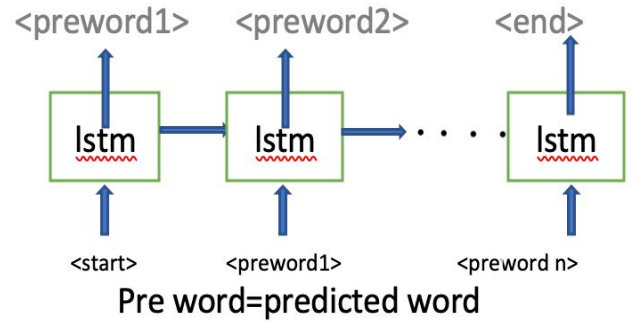 <preword1> <preword2> <end>
lstm lstm . . . . lstm
<start> <preword1> <preword n>
Pre word=predicted word